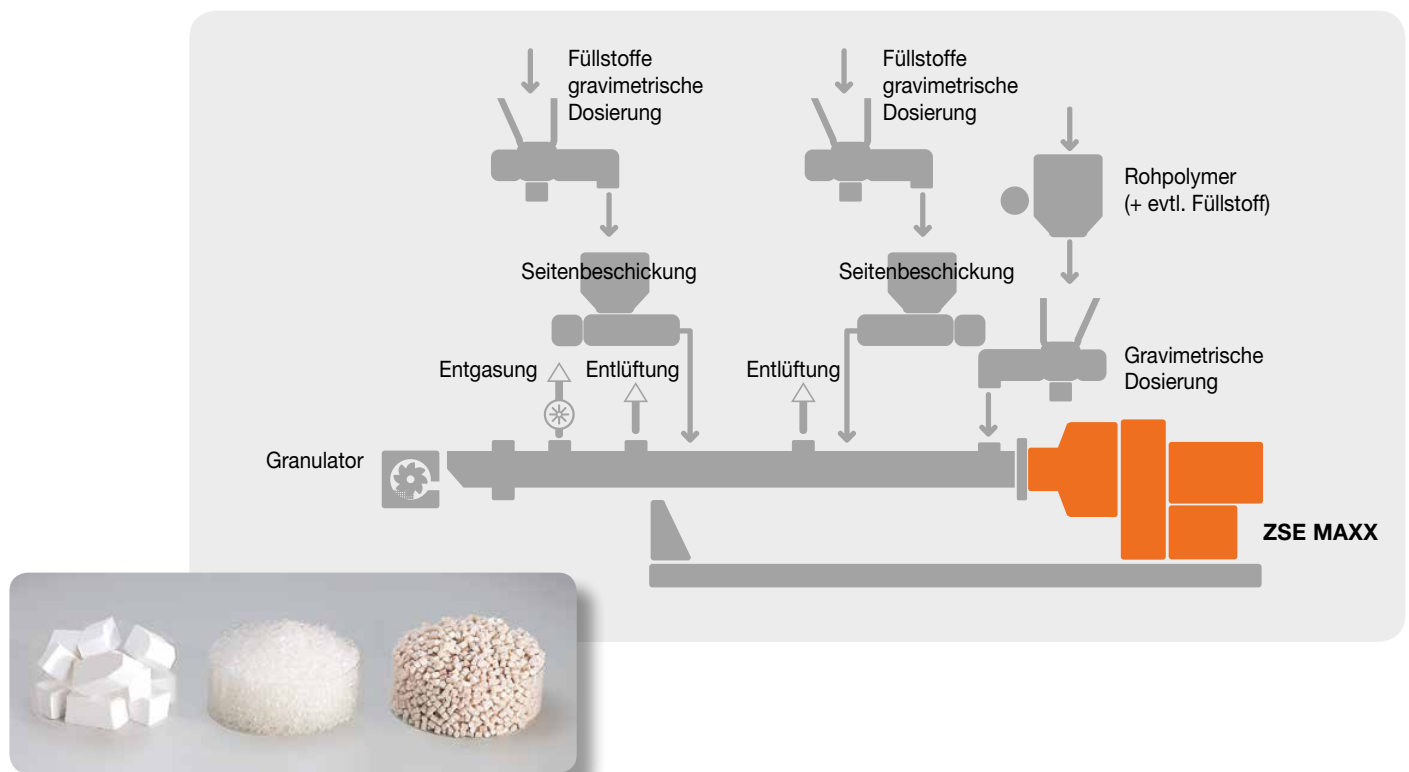 Füllstoffe
gravimetrische
Dosierung
Füllstoffe
gravimetrische
Dosierung
Rohpolymer
(+ evtl. Füllstoff)
Seitenbeschickung
Seitenbeschickung
Gravimetrische
Dosierung
Entgasung
Entlüftung
Entlüftung
Granulator
ZSE MAXX